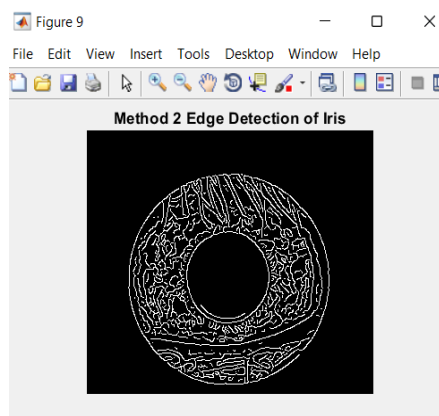 Figure 9
File Edit View Insert Tools Desktop Window Help
Method 2 Edge Detection of Iris